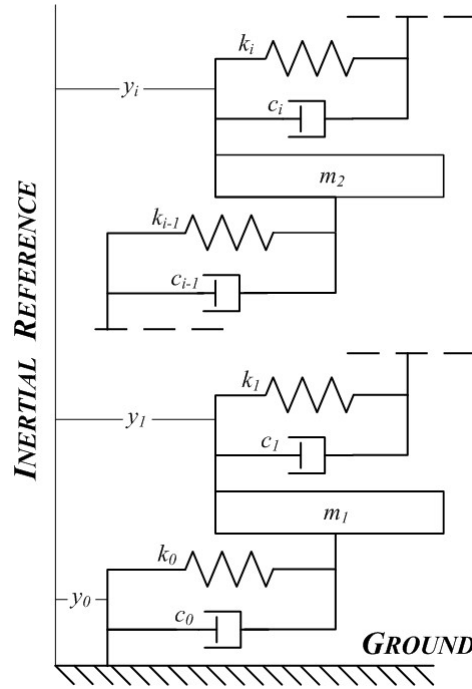 k_i
y_i
c_i
m_2
k_{i-1}
c_{i-1}
INERTIAL REFERENCE
k_1
y_1
c_1
m_1
k_0
y_0
c_0
GROUND